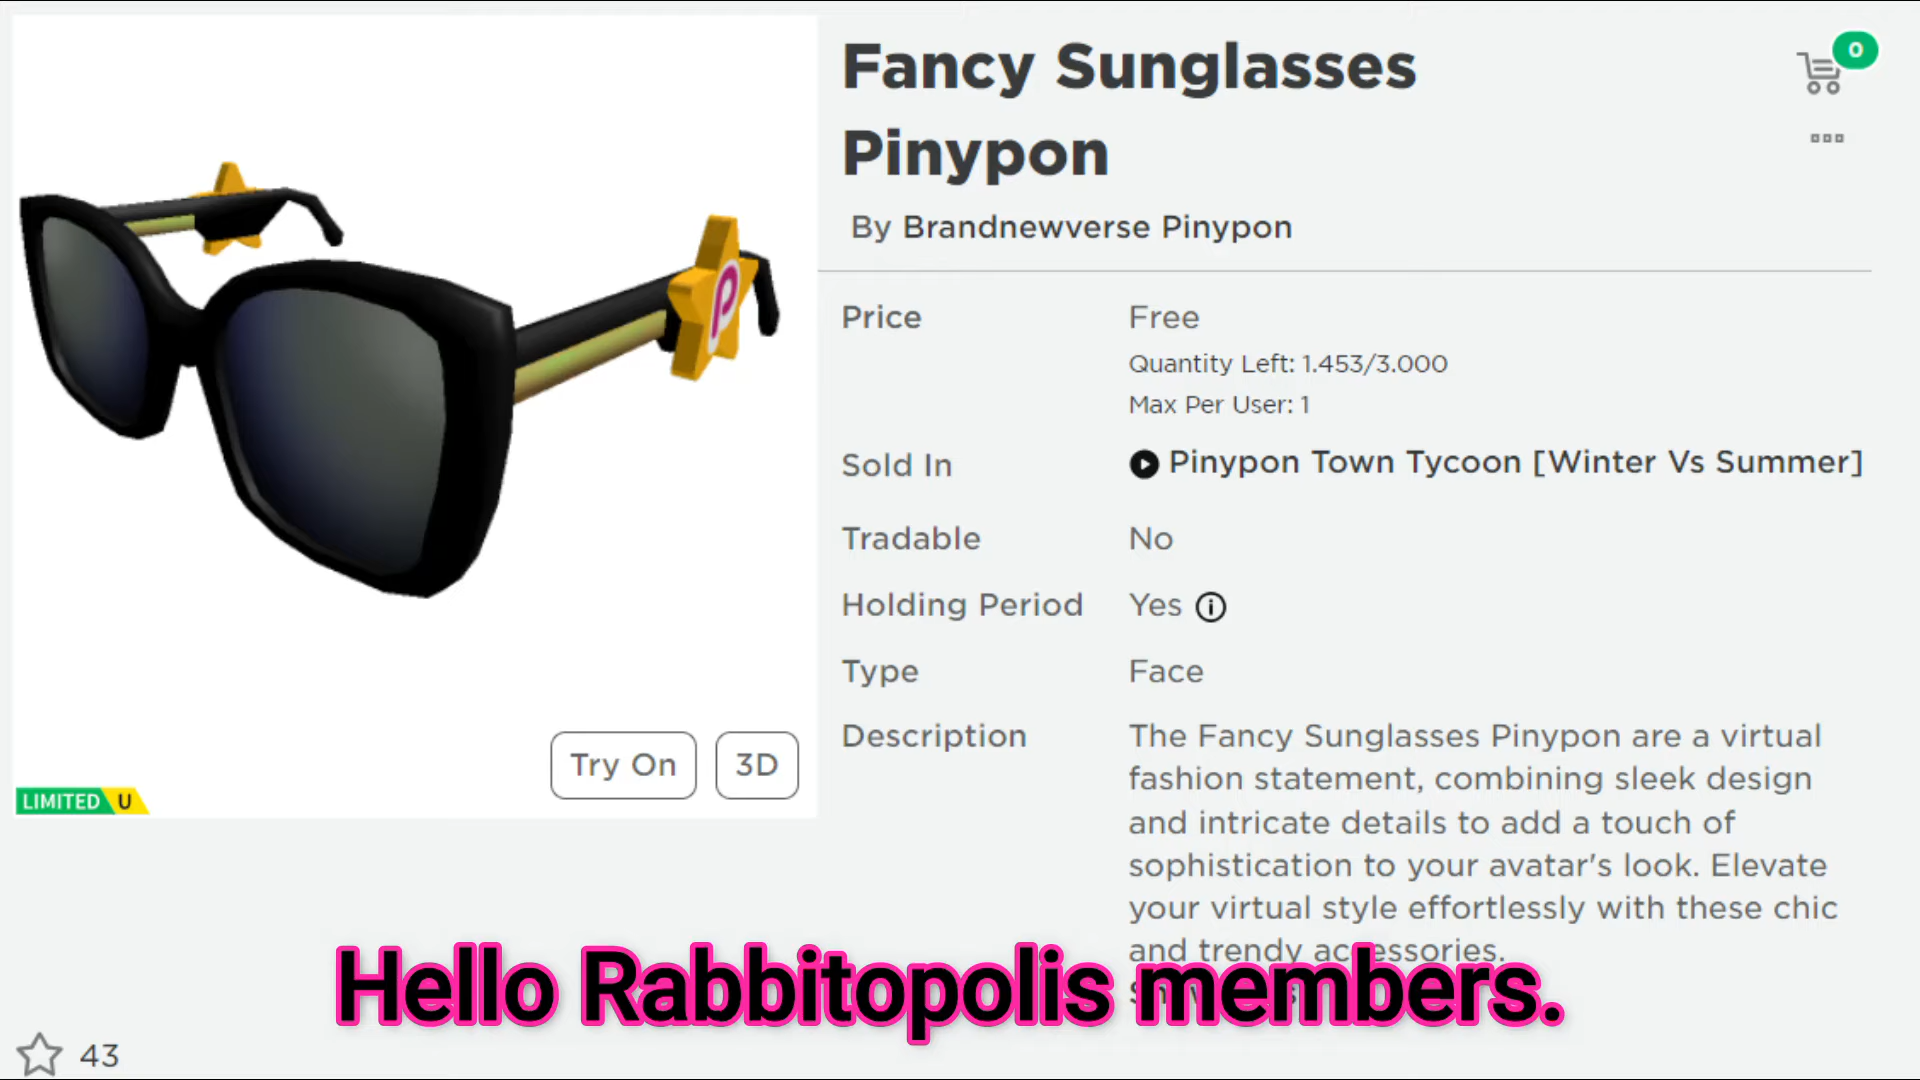 Fancy Sunglasses
Pinypon
0
By Brandnewverse Pinypon
P
Price Free
Quantity Left: 1.453/3.000
Max Per User: 1
Sold In Pinypon Town Tycoon [Winter Vs Summer]
Tradable No
Holding Period Yes
Type Face
Try On 3D
LIMITED U
Description The Fancy Sunglasses Pinypon are a virtual
fashion statement, combining sleek design
and intricate details to add a touch of
sophistication to your avatar's look. Elevate
your virtual style effortlessly with these chic
and trendy accessories.
Hello Rabbitopolis members.
43